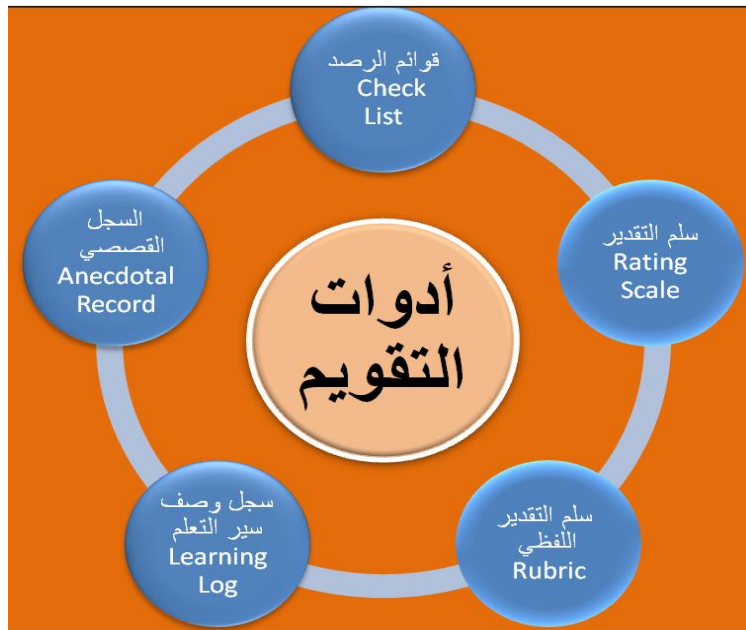 قوائم الرصد
Check
List
سلم التقدير
Rating
Scale
سلم التقدير
اللفظي
Rubric
سجل وصف
سير التعلم
Learning
Log
السجل
القصصي
Anecdotal
Record
أدوات
التقويم